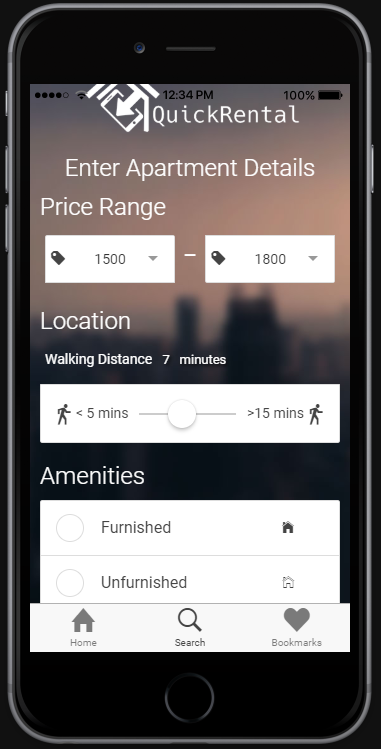 12:34 PM 100%
QuickRental
Enter Apartment Details
Price Range
1500 – 1800
Location
Walking Distance 7 minutes
< 5 mins >15 mins
Amenities
Furnished
Unfurnished
Home Search Bookmarks